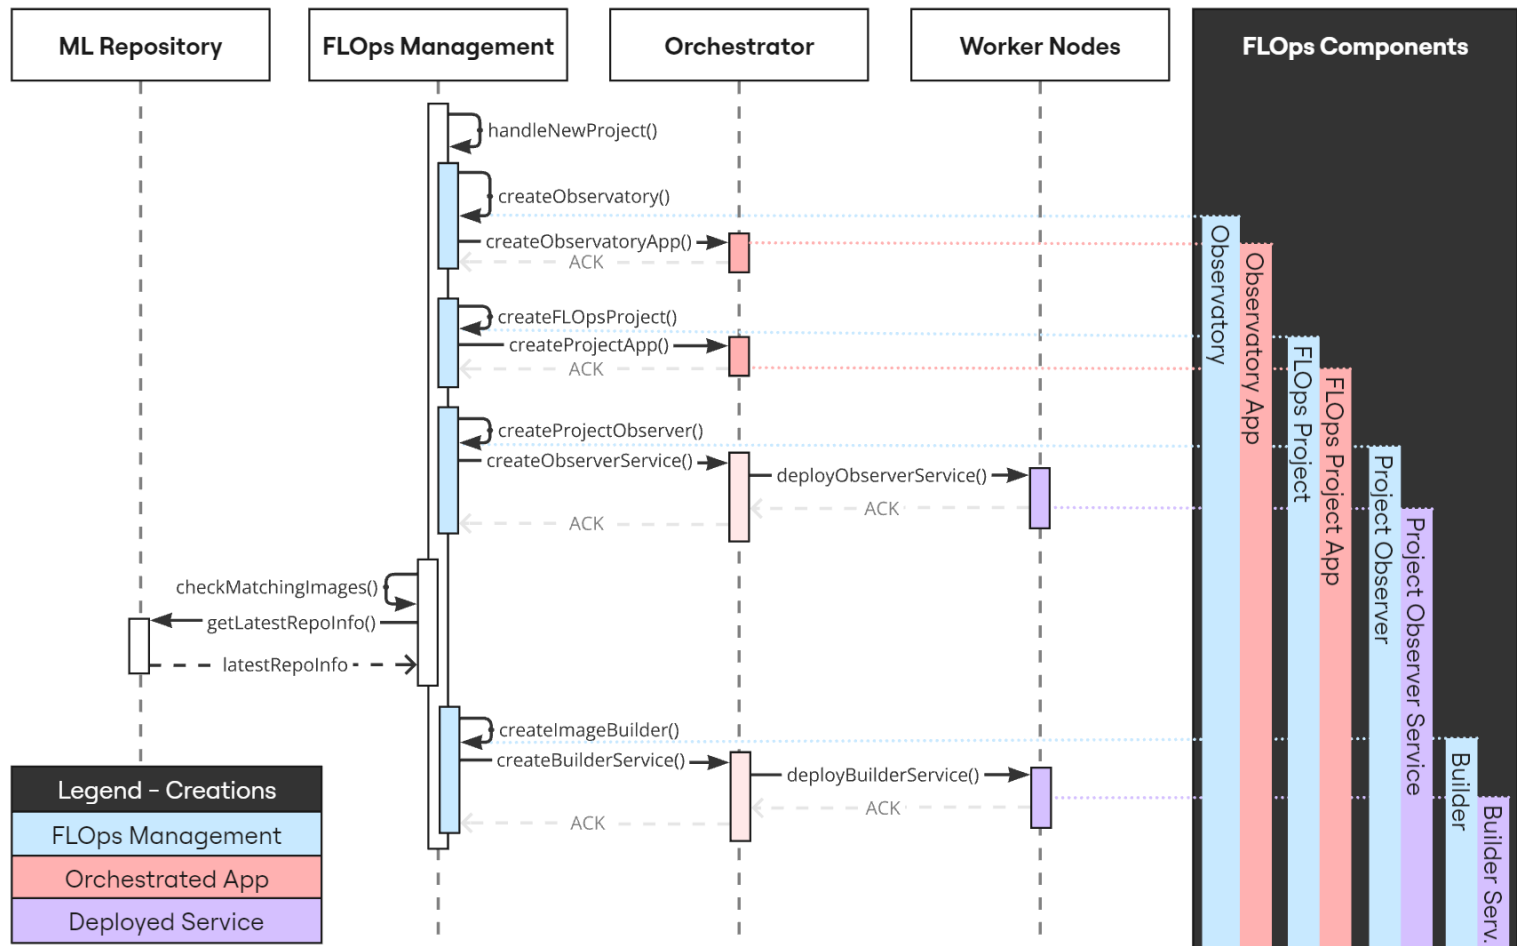 ML Repository
FLOps Management
Orchestrator
Worker Nodes
FLOps Components
handleNewProject()
createObservatory()
createObservatoryApp()
ACK
createFLOpsProject()
createProjectApp()
ACK
createProjectObserver()
createObserverService()
deployObserverService()
ACK
ACK
checkMatchingImages()
getLatestRepoInfo()
latestRepoInfo
createImageBuilder()
createBuilderService()
deployBuilderService()
ACK
ACK
Observatory
Observatory App
FLOps Project
FLOps Project App
Project Observer
Project Observer Service
Builder
Builder Serv.
Legend - Creations
FLOps Management
Orchestrated App
Deployed Service